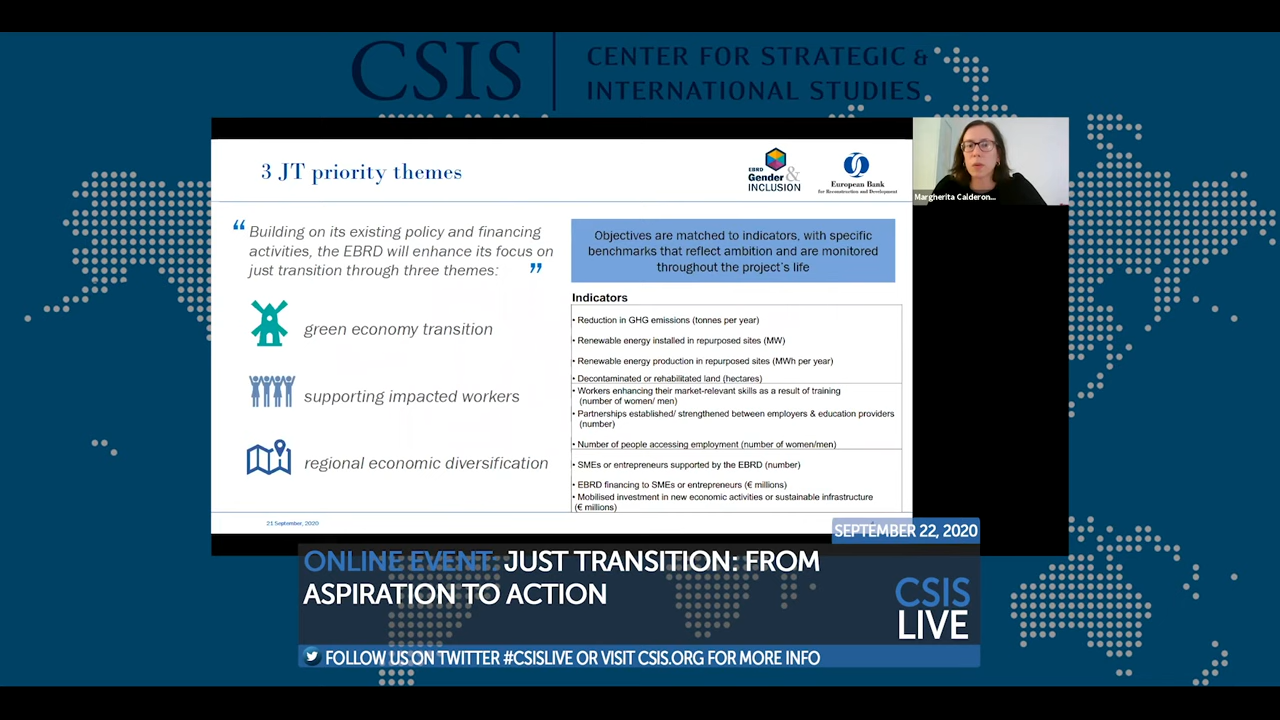 CSIS
CENTER FOR STRATEGIC &
INTERNATIONAL STUDIES
3 JT priority themes
EBRD
Gender &
INCLUSION
European Bank
for Reconstruction and Development
“ Building on its existing policy and financing
activities, the EBRD will enhance its focus on
just transition through three themes: ”
green economy transition
supporting impacted workers
regional economic diversification
Objectives are matched to indicators, with specific
benchmarks that reflect ambition and are monitored
throughout the project's life
Indicators
• Reduction in GHG emissions (tonnes per year)
• Renewable energy installed in repurposed sites (MW)
• Renewable energy production in repurposed sites (MWh per year)
• Decontaminated or rehabilitated land (hectares)
• Workers enhancing their market-relevant skills as a result of training
(number of women/ men)
• Partnerships established/ strengthened between employers & education providers
(number)
• Number of people accessing employment (number of women/men)
• SMEs or entrepreneurs supported by the EBRD (number)
• EBRD financing to SMEs or entrepreneurs (€ millions)
• Mobilised investment in new economic activities or sustainable infrastructure
(€ millions)
21 September, 2020
Margherita Calderon...
SEPTEMBER 22, 2020
ONLINE EVENT: JUST TRANSITION: FROM
ASPIRATION TO ACTION
CSIS
LIVE
FOLLOW US ON TWITTER #CSISLIVE OR VISIT CSIS.ORG FOR MORE INFO